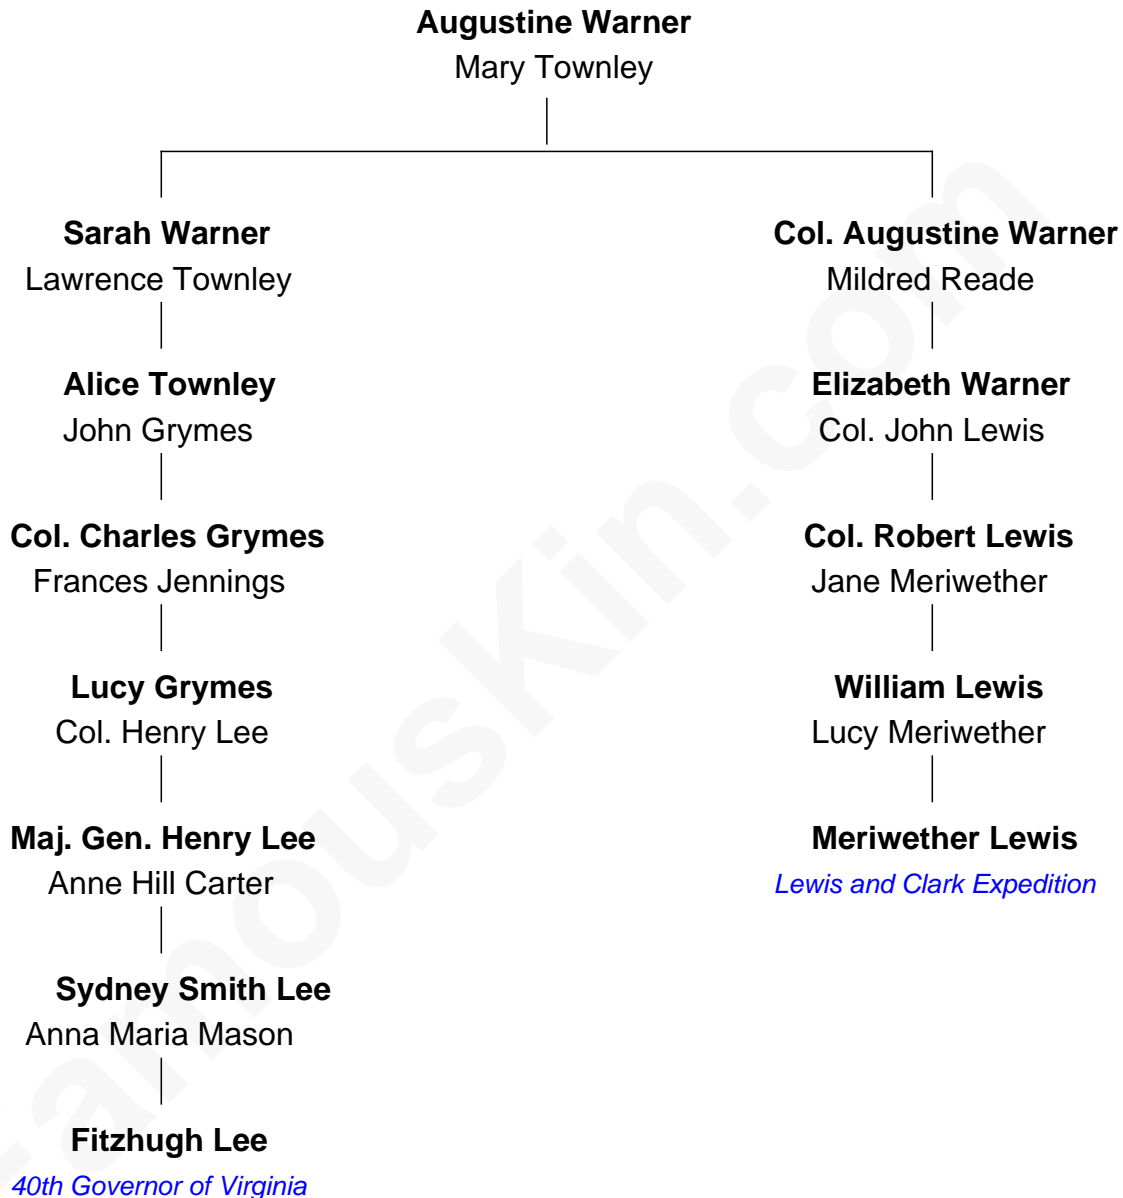 Augustine Warner
Mary Townley
Sarah Warner
Lawrence Townley
Col. Augustine Warner
Mildred Reade
Alice Townley
John Grymes
Elizabeth Warner
Col. John Lewis
Col. Charles Grymes
Frances Jennings
Col. Robert Lewis
Jane Meriwether
Lucy Grymes
Col. Henry Lee
William Lewis
Lucy Meriwether
Maj. Gen. Henry Lee
Anne Hill Carter
Meriwether Lewis
Lewis and Clark Expedition
Sydney Smith Lee
Anna Maria Mason
Fitzhugh Lee
40th Governor of Virginia
FamousKin.com